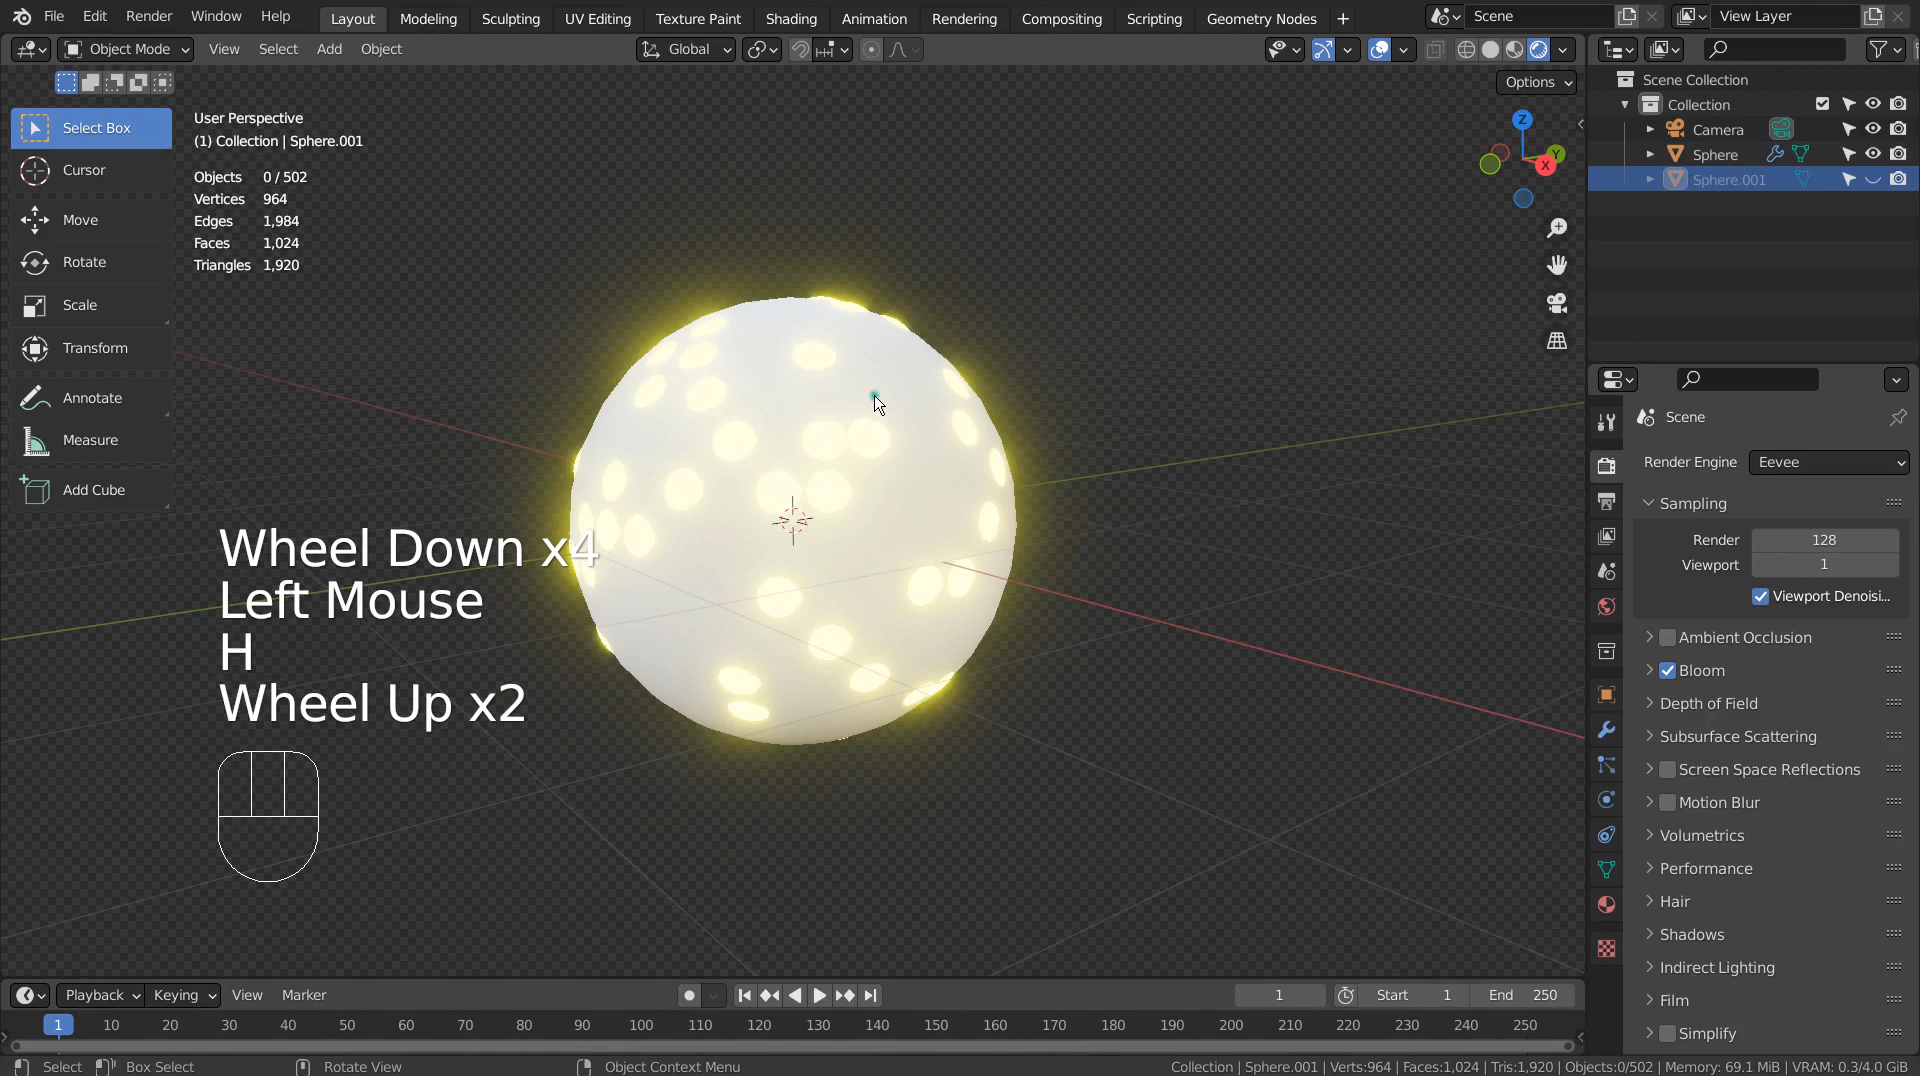 File Edit Render Window Help Layout Modeling Sculpting UV Editing Texture Paint Shading Animation Rendering Compositing Scripting Geometry Nodes + Scene View Layer
Object Mode View Select Add Object Global
Options
Select Box
Cursor
Move
Rotate
Scale
Transform
Annotate
Measure
Add Cube
User Perspective
(1) Collection | Sphere.001
Objects 0 / 502
Vertices 964
Edges 1,984
Faces 1,024
Triangles 1,920
Z
Y
X
Wheel Down x4
Left Mouse
H
Wheel Up x2
Scene Collection
Collection
Camera
Sphere
Sphere.001
Scene
Render Engine Eevee
Sampling
Render 128
Viewport 1
Viewport Denoisi...
Ambient Occlusion
Bloom
Depth of Field
Subsurface Scattering
Screen Space Reflections
Motion Blur
Volumetrics
Performance
Hair
Shadows
Indirect Lighting
Film
Simplify
Playback Keying View Marker 1 Start 1 End 250
1 10 20 30 40 50 60 70 80 90 100 110 120 130 140 150 160 170 180 190 200 210 220 230 240 250
Select Box Select Rotate View Object Context Menu Collection | Sphere.001 | Verts:964 | Faces:1,024 | Tris:1,920 | Objects:0/502 | Memory: 69.1 MiB | VRAM: 0.3/4.0 GiB